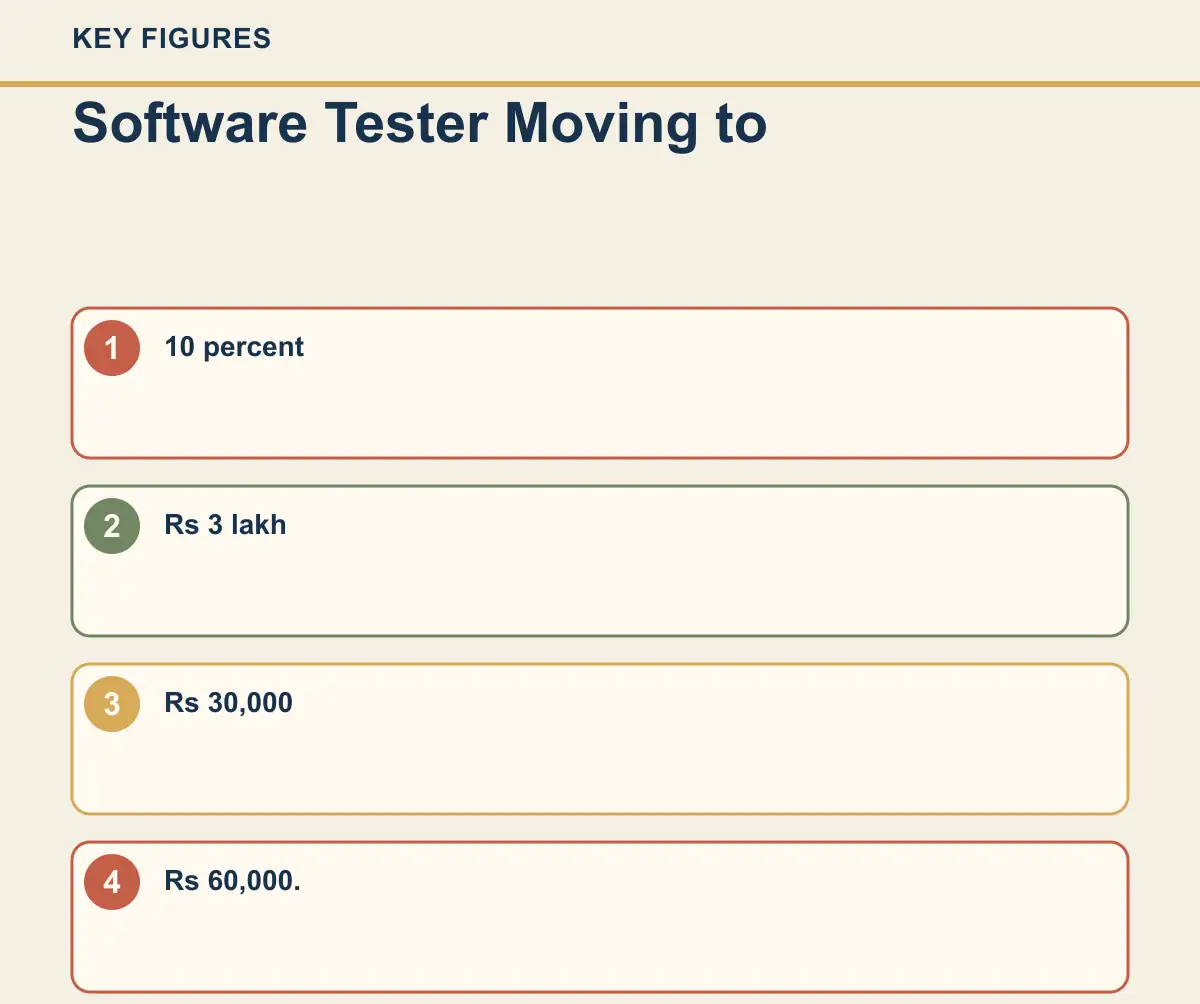 KEY FIGURES
Software Tester Moving to
1 10 percent
2 Rs 3 lakh
3 Rs 30,000
4 Rs 60,000.